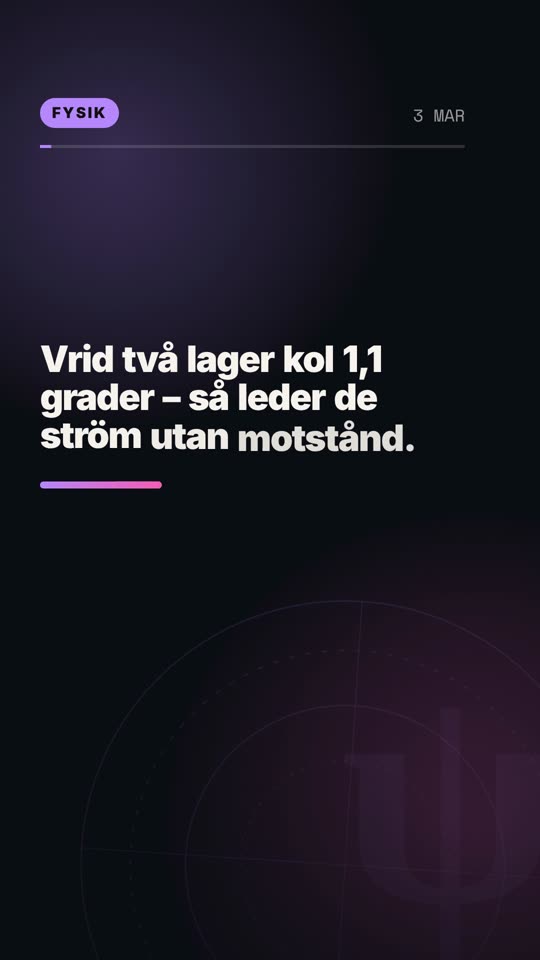 FYSIK
3 MAR
Vrid två lager kol 1,1
grader – så leder de
ström utan motstånd.
ψ